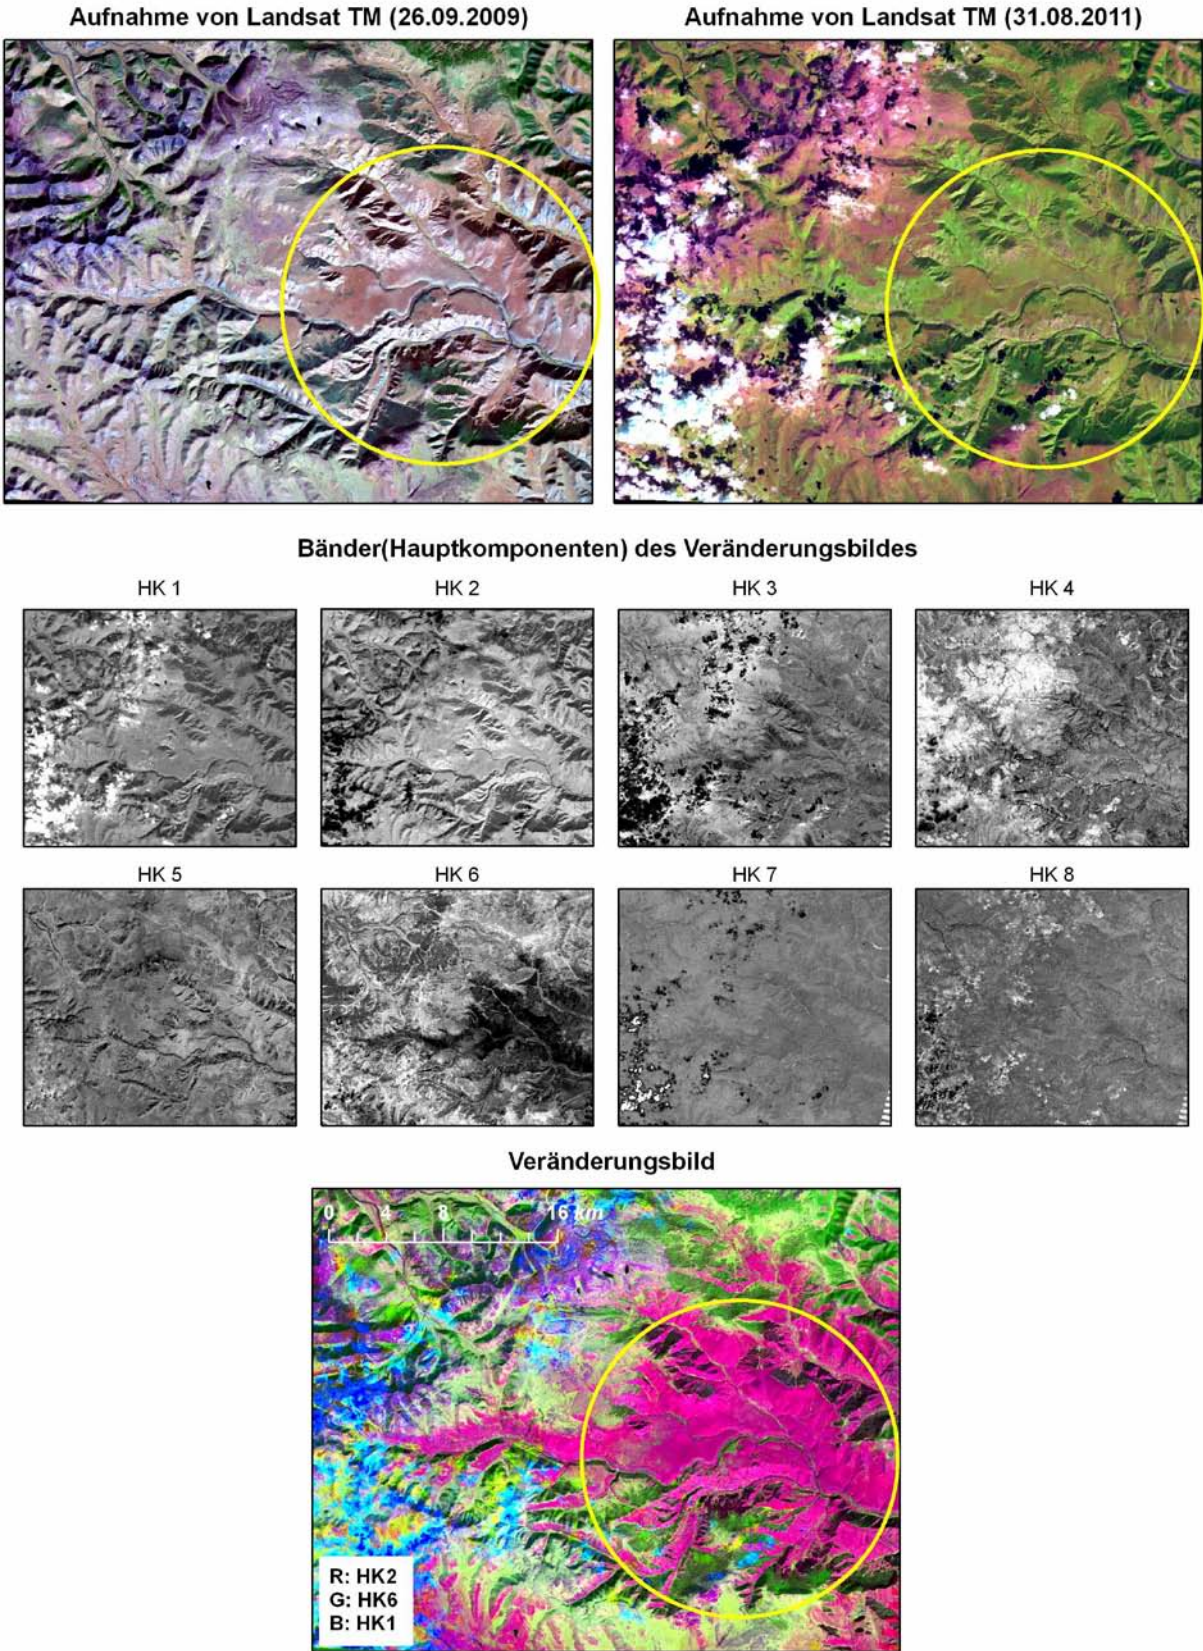 Aufnahme von Landsat TM (26.09.2009)
Aufnahme von Landsat TM (31.08.2011)
Bänder(Hauptkomponenten) des Veränderungsbildes
HK 1
HK 2
HK 3
HK 4
HK 5
HK 6
HK 7
HK 8
Veränderungsbild
0 4 8 16 km
R: HK2
G: HK6
B: HK1